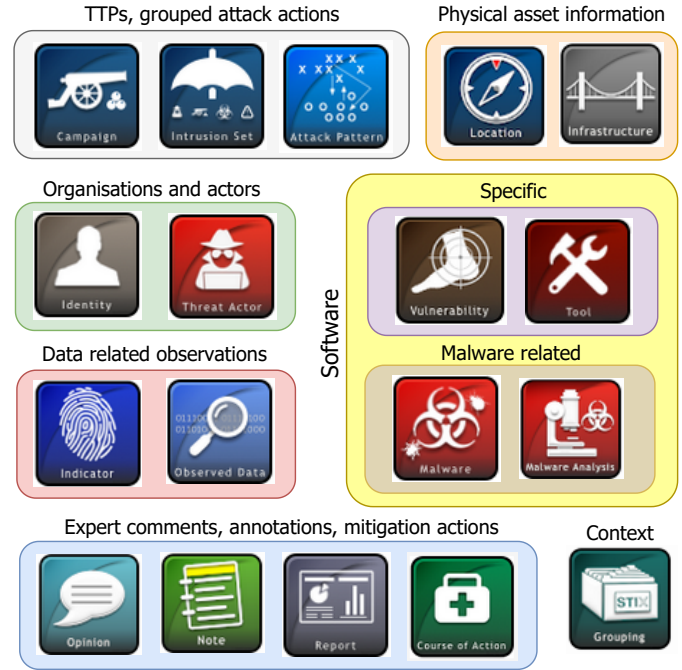 TTPs, grouped attack actions
Physical asset information
Campaign
Intrusion Set
Attack Pattern
Location
Infrastructure
Organisations and actors
Specific
Identity
Threat Actor
Vulnerability
Tool
Software
Data related observations
Malware related
Indicator
Observed Data
Malware
Malware Analysis
Expert comments, annotations, mitigation actions
Context
Opinion
Note
Report
Course of Action
STIX
Grouping